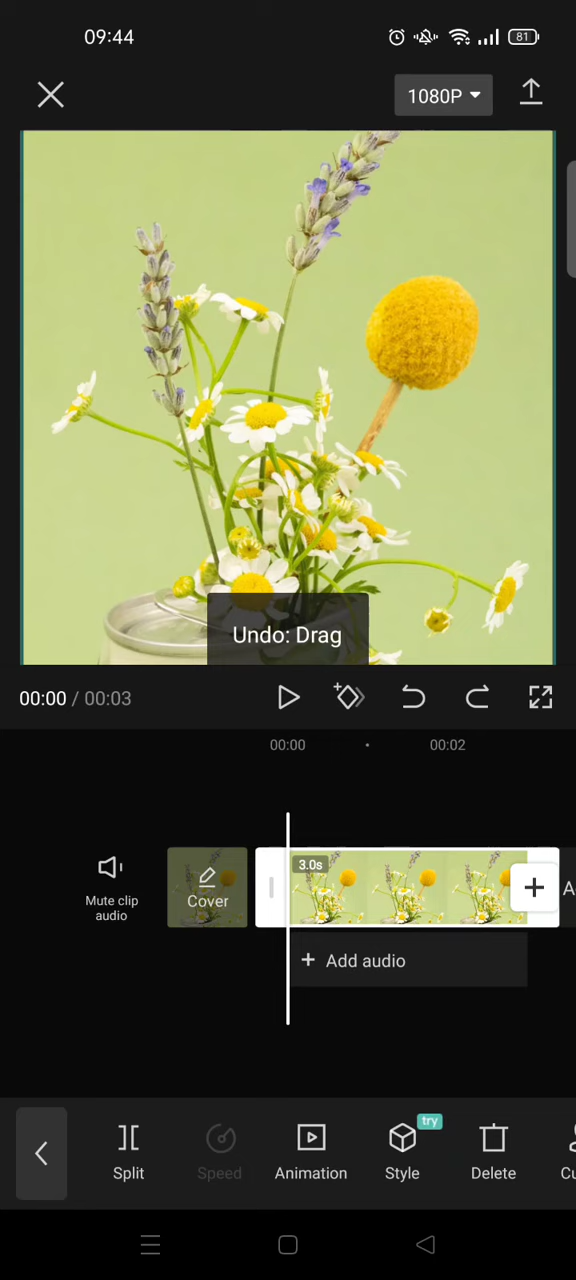 09:44
81
1080P
Undo: Drag
00:00 / 00:03
00:00
00:02
Mute clip
audio
Cover
3.0s
+
A
+ Add audio
try
Split
Speed
Animation
Style
Delete
Cu